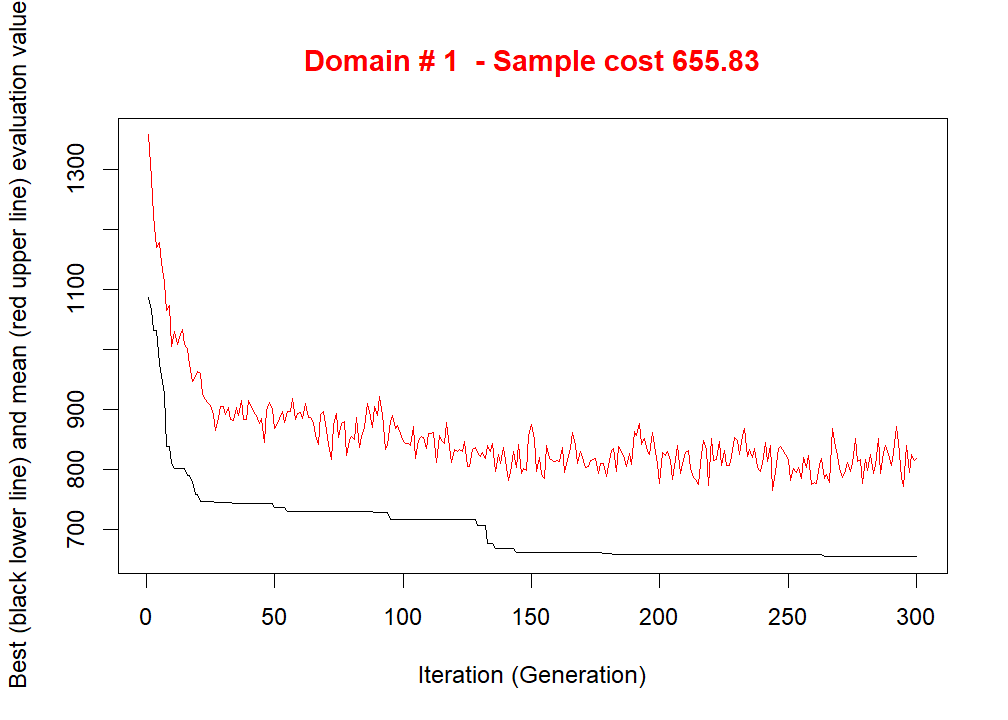 Domain # 1  - Sample cost 655.83
Best (black lower line) and mean (red upper line) evaluation value
1300
1100
900
800
700
0 50 100 150 200 250 300
Iteration (Generation)